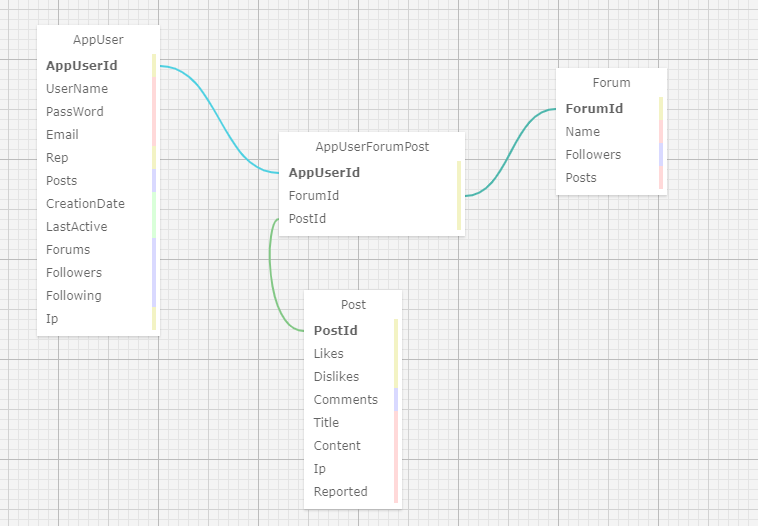 AppUser
AppUserId
UserName
PassWord
Email
Rep
Posts
CreationDate
LastActive
Forums
Followers
Following
Ip
AppUserForumPost
AppUserId
ForumId
PostId
Forum
ForumId
Name
Followers
Posts
Post
PostId
Likes
Dislikes
Comments
Title
Content
Ip
Reported